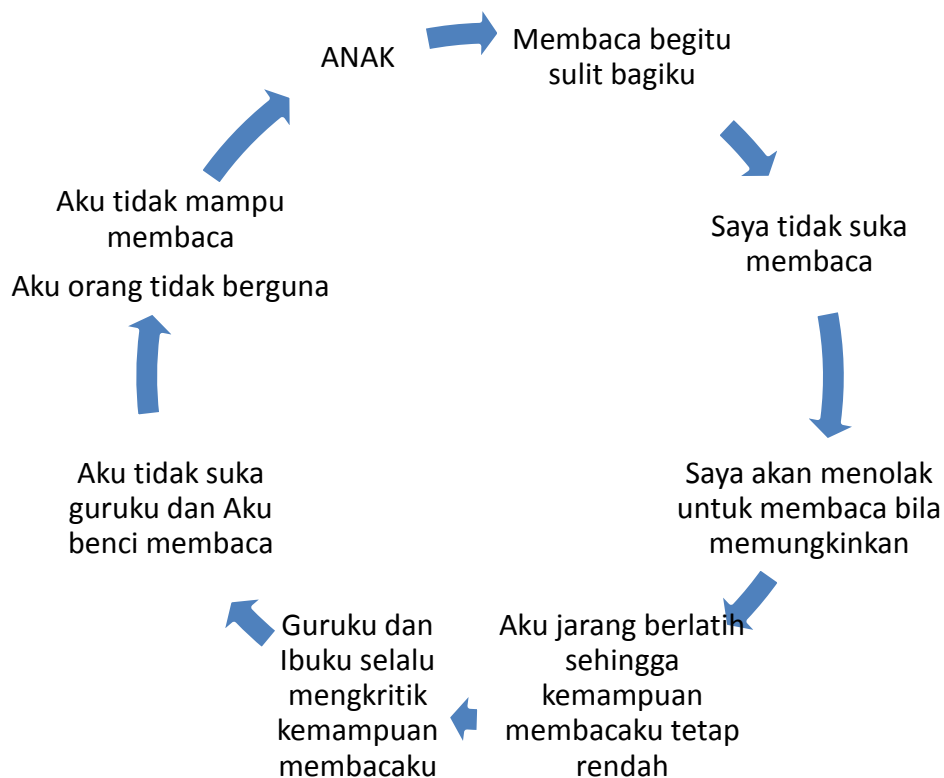 ANAK
Membaca begitu
sulit bagiku
Saya tidak suka
membaca
Saya akan menolak
untuk membaca bila
memungkinkan
Aku jarang berlatih
sehingga
kemampuan
membacaku tetap
rendah
Guruku dan
Ibuku selalu
mengkritik
kemampuan
membacaku
Aku tidak suka
guruku dan Aku
benci membaca
Aku tidak mampu
membaca
Aku orang tidak berguna